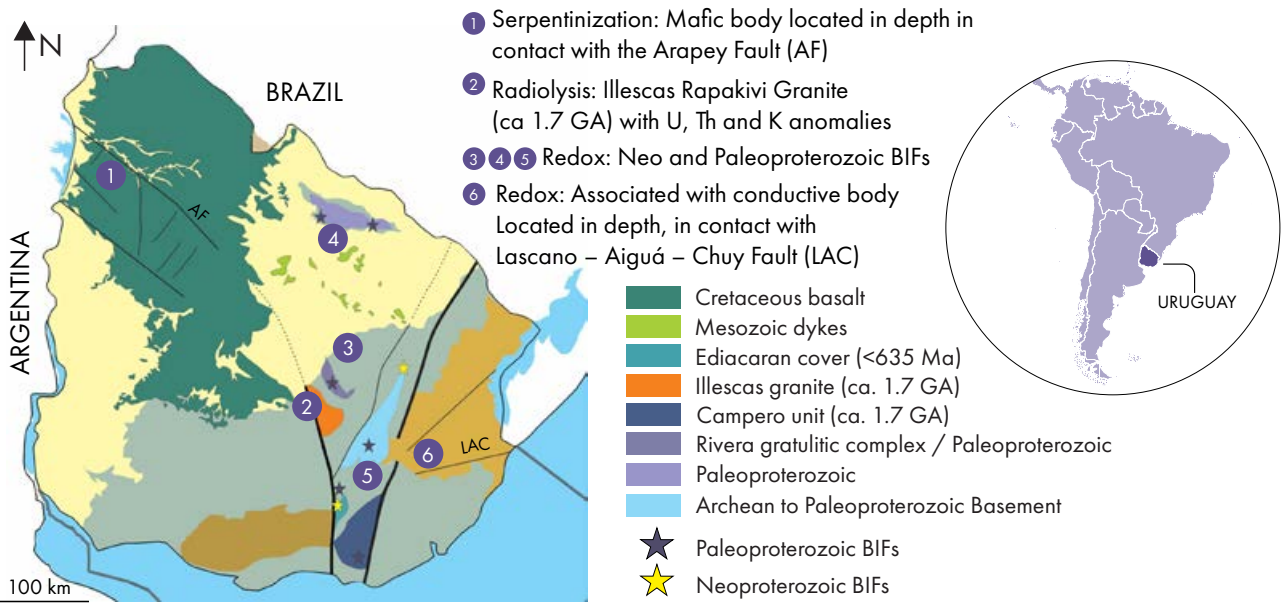 N
BRAZIL
ARGENTINA
1
AF
4
3
2
LAC
6
5
100 km
1 Serpentinization: Mafic body located in depth in
contact with the Arapey Fault (AF)
2 Radiolysis: Illescas Rapakivi Granite
(ca 1.7 GA) with U, Th and K anomalies
3 4 5 Redox: Neo and Paleoproterozoic BIFs
6 Redox: Associated with conductive body
Located in depth, in contact with
Lascano – Aiguá – Chuy Fault (LAC)
Cretaceous basalt
Mesozoic dykes
Ediacaran cover (<635 Ma)
Illescas granite (ca. 1.7 GA)
Campero unit (ca. 1.7 GA)
Rivera gratulitic complex / Paleoproterozoic
Paleoproterozoic
Archean to Paleoproterozoic Basement
Paleoproterozoic BIFs
Neoproterozoic BIFs
URUGUAY